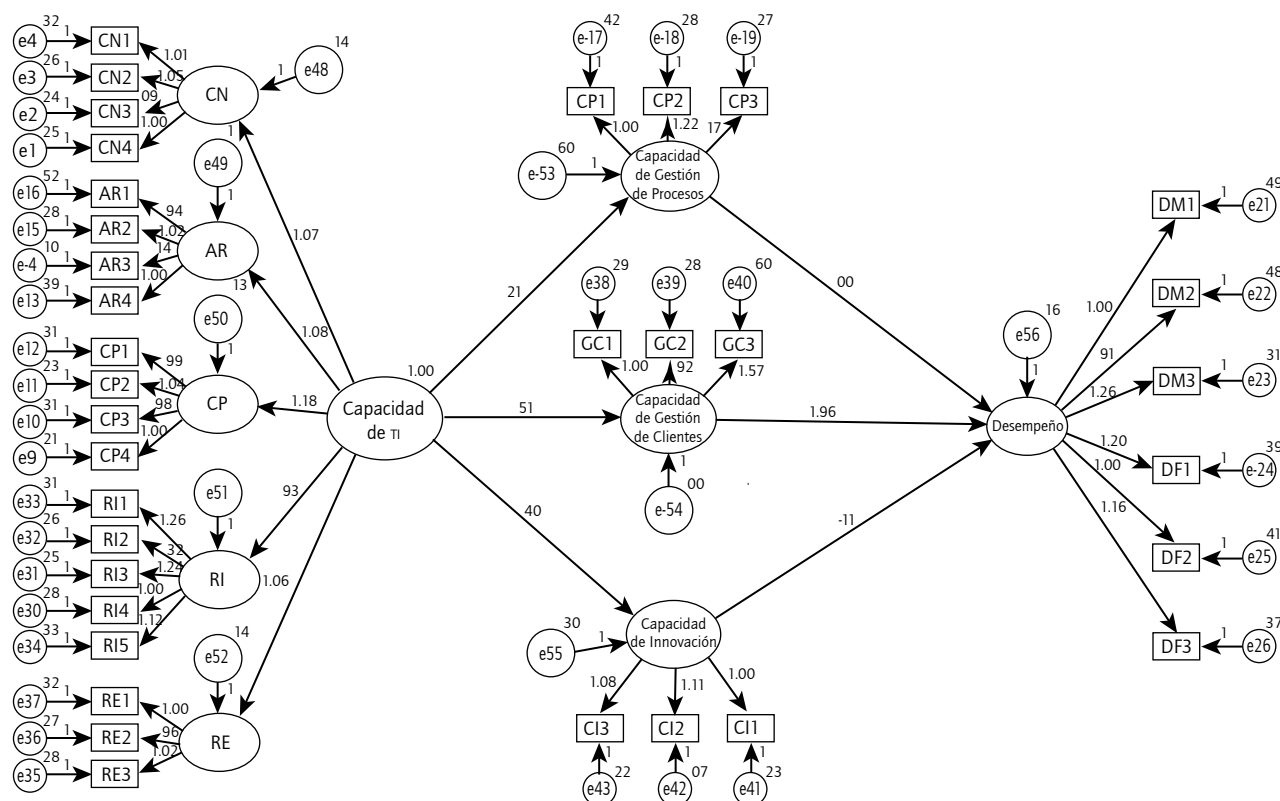 32
e4 1 CN1
1.01
26
e3 1 CN2
1.05
24
e2 1 CN3
09
25
e1 1 CN4
1.00
CN
1
1
e48
14
52
e16 1 AR1
94
28
e15 1 AR2
1.02
10
e-4 1 AR3
14
39
e13 1 AR4
1.00
AR
e49
1
13
31
e12 1 CP1
99
23
e11 1 CP2
1.04
31
e10 1 CP3
98
21
e9 1 CP4
1.00
CP
e50
1
31
e33 1 RI1
1.26
26
e32 1 RI2
32
25
e31 1 RI3
1.24
28
e30 1 RI4
1.00
33
e34 1 RI5
1.12
RI
e51
1
32
e37 1 RE1
1.00
27
e36 1 RE2
96
28
e35 1 RE3
1.02
RE
e52
14
1
1.07
1.08
1.18
93
1.06
1.00
Capacidad
de TI
21
51
40
42
e-17
1
CP1
1.00
28
e-18
1
CP2
1.22
27
e-19
1
CP3
17
60
e-53 1
Capacidad
de Gestión
de Procesos
29
e38
GC1
1.00
28
e39
GC2
92
60
e40
GC3
1.57
Capacidad
de Gestión
de Clientes
1
00
e-54
30
e55 1
Capacidad
de Innovación
1.08
1.11
1.00
CI3
CI2
CI1
1
1
1
e43 22
e42 07
e41 23
00
1.96
-11
16
e56
1
Desempeño
1.00
91
1.26
1.20
1.00
1.16
DM1 1 e21 49
DM2 1 e22 48
DM3 1 e23 31
DF1 1 e-24 39
DF2 1 e25 41
DF3 1 e26 37